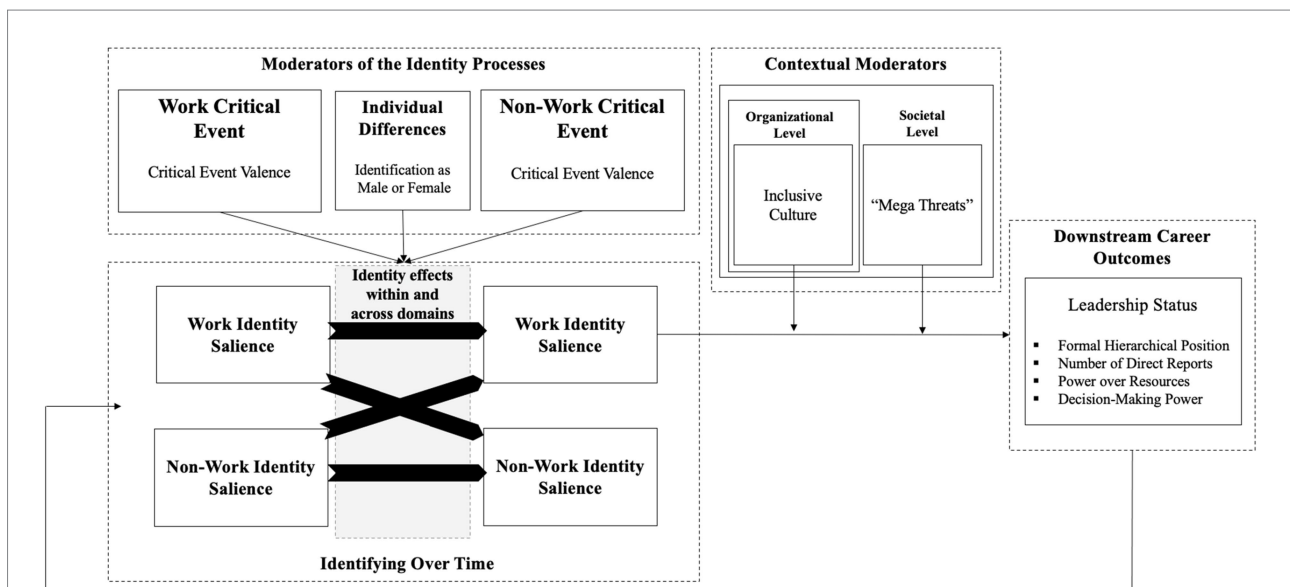 Moderators of the Identity Processes
Work Critical
Event
Critical Event Valence
Individual
Differences
Identification as
Male or Female
Non-Work Critical
Event
Critical Event Valence
Contextual Moderators
Organizational
Level
Inclusive
Culture
Societal
Level
“Mega Threats”
Identity effects
within and
across domains
Work Identity
Salience
Work Identity
Salience
Non-Work Identity
Salience
Non-Work Identity
Salience
Identifying Over Time
Downstream Career
Outcomes
Leadership Status
▪ Formal Hierarchical Position
▪ Number of Direct Reports
▪ Power over Resources
▪ Decision-Making Power